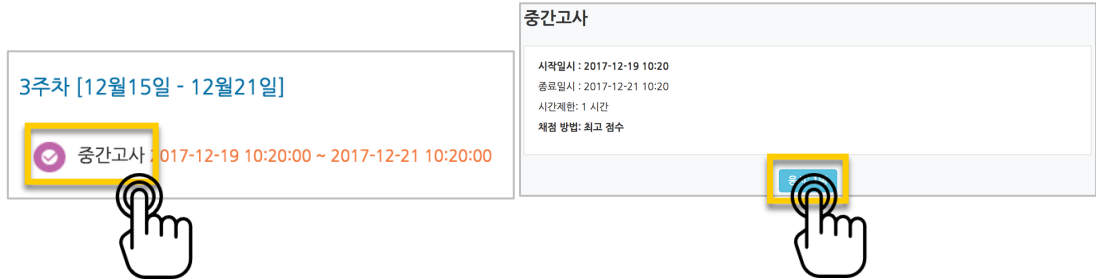 3주차 [12월15일 - 12월21일]
중간고사 2017-12-19 10:20:00 ~ 2017-12-21 10:20:00
중간고사
시작일시 : 2017-12-19 10:20
종료일시 : 2017-12-21 10:20
시간제한: 1 시간
채점 방법: 최고 점수